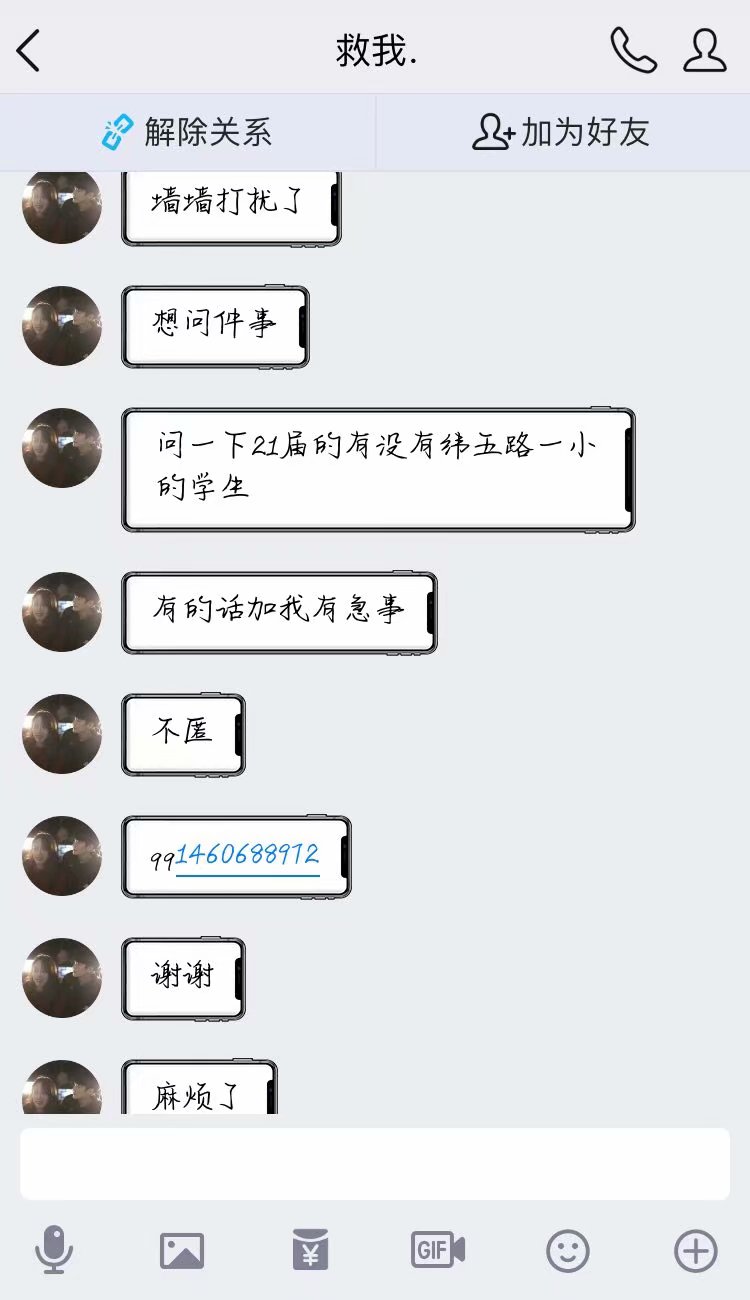 救我.
解除关系
加为好友
墙墙打扰了
想问件事
问一下21届的有没有纬五路一小
的学生
有的话加我有急事
不匿
qq1460688972
谢谢
麻烦了
GIF